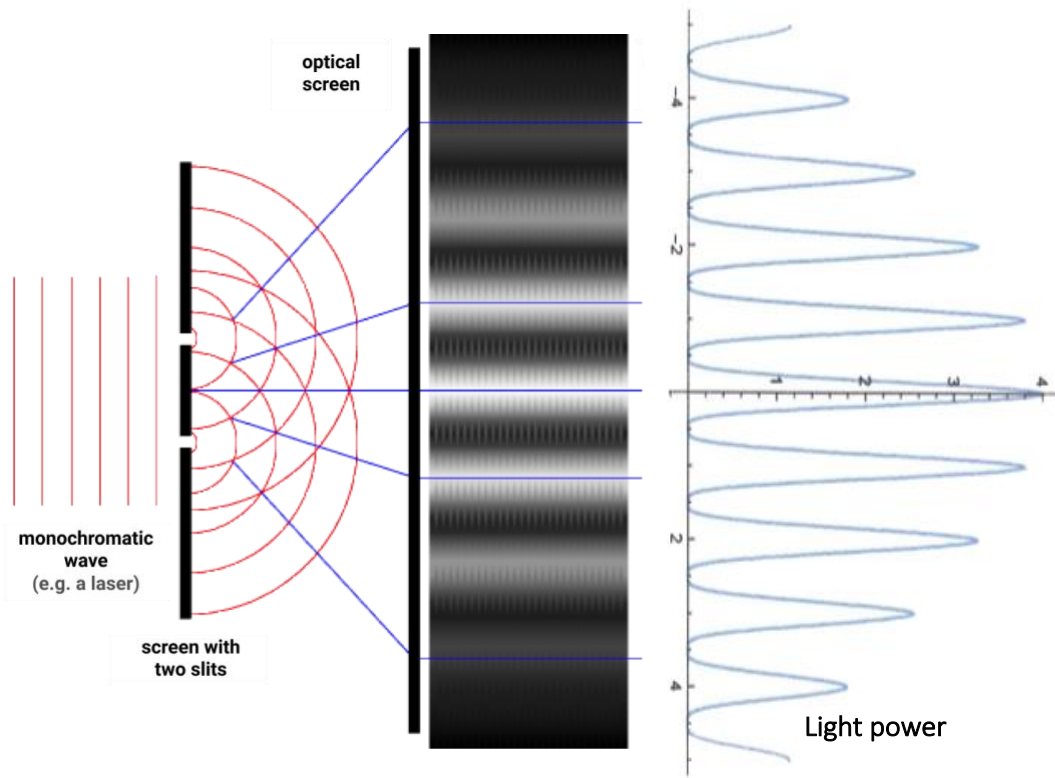 optical
screen
monochromatic
wave
(e.g. a laser)
screen with
two slits
-4
-2
1
2
3
4
2
4
Light power